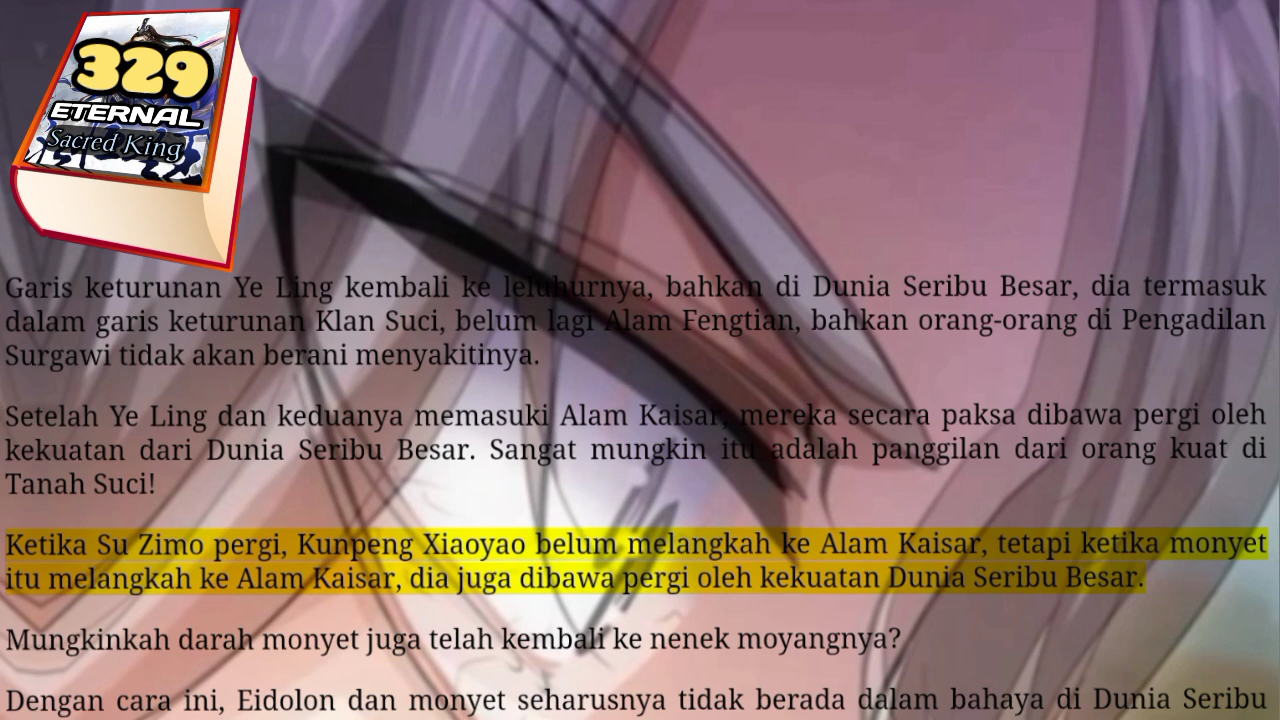 329
ETERNAL
Sacred King
Garis keturunan Ye Ling kembali ke leluhurnya, bahkan di Dunia Seribu Besar, dia termasuk
dalam garis keturunan Klan Suci, belum lagi Alam Fengtian, bahkan orang-orang di Pengadilan
Surgawi tidak akan berani menyakitinya.
Setelah Ye Ling dan keduanya memasuki Alam Kaisar, mereka secara paksa dibawa pergi oleh
kekuatan dari Dunia Seribu Besar. Sangat mungkin itu adalah panggilan dari orang kuat di
Tanah Suci!
Ketika Su Zimo pergi, Kunpeng Xiaoyao belum melangkah ke Alam Kaisar, tetapi ketika monyet
itu melangkah ke Alam Kaisar, dia juga dibawa pergi oleh kekuatan Dunia Seribu Besar.
Mungkinkah darah monyet juga telah kembali ke nenek moyangnya?
Dengan cara ini, Eidolon dan monyet seharusnya tidak berada dalam bahaya di Dunia Seribu